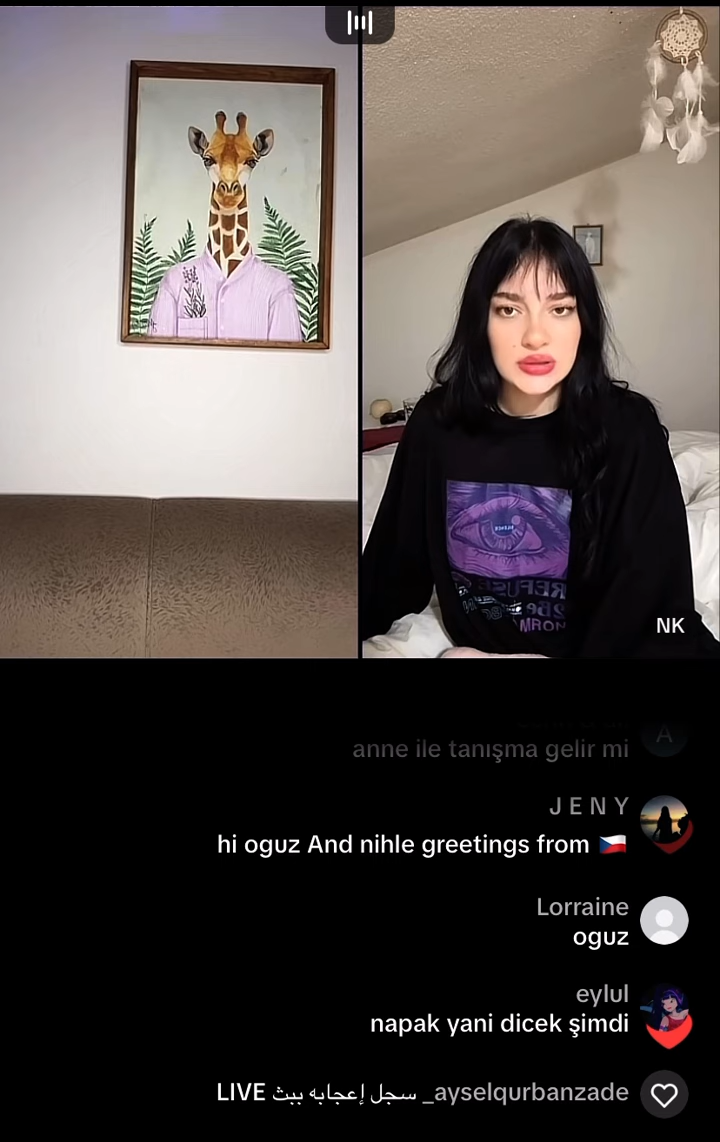 NK
anne ile tanışma gelir mi
A
J E N Y
hi oguz And nihle greetings from 🇨🇿
Lorraine
oguz
eylul
napak yani dicek şimdi
_ayselqurbanzade سجل إعجابه ببث LIVE